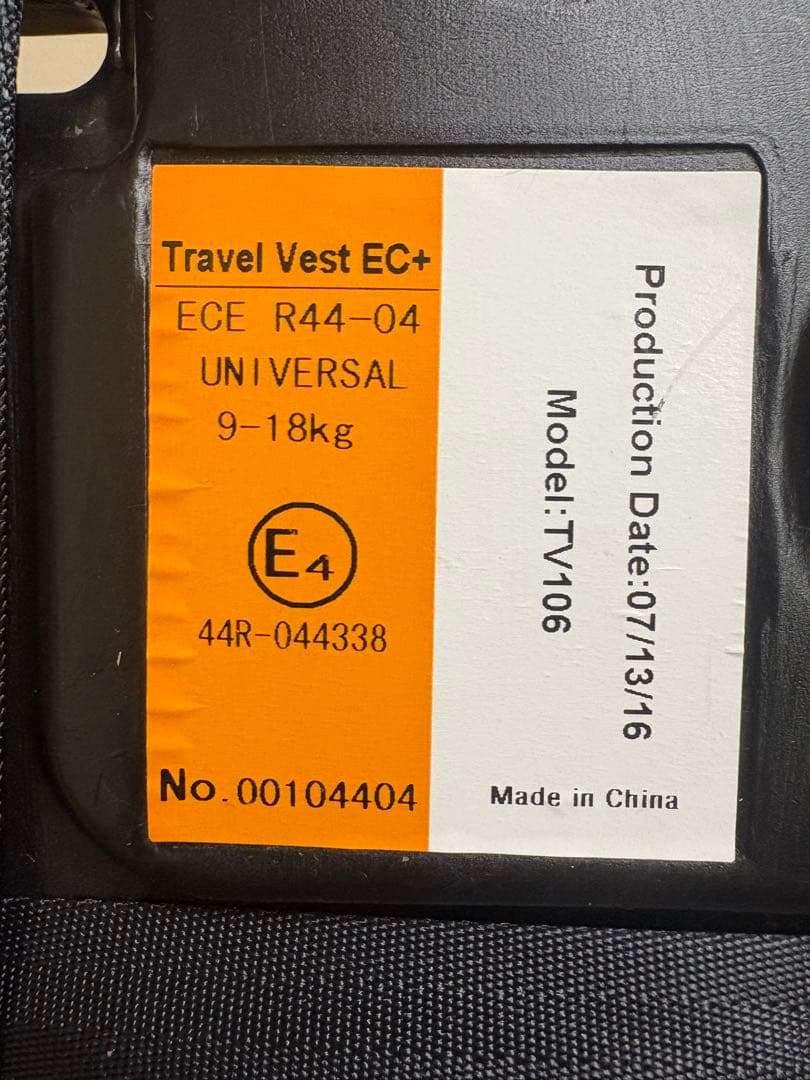 Travel Vest EC+
ECE R44-04
UNIVERSAL
9-18kg
E4
44R-044338
No.00104404
Production Date:07/13/16
Model:TV106
Made in China